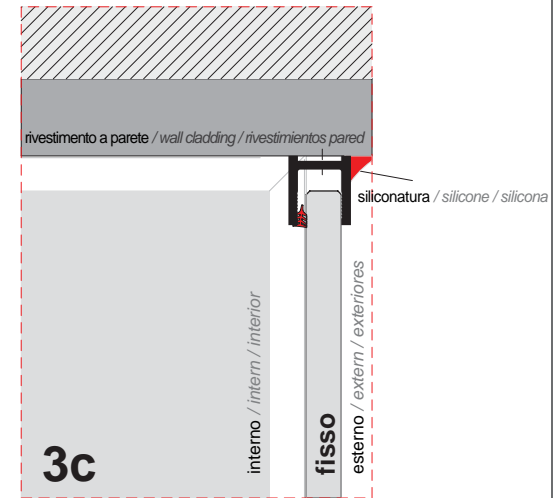 rivestimento a parete / wall cladding / rivestimientos pared
siliconatura / silicone / silicona
interno / intern / interior
fisso
esterno / extern / exteriores
3c